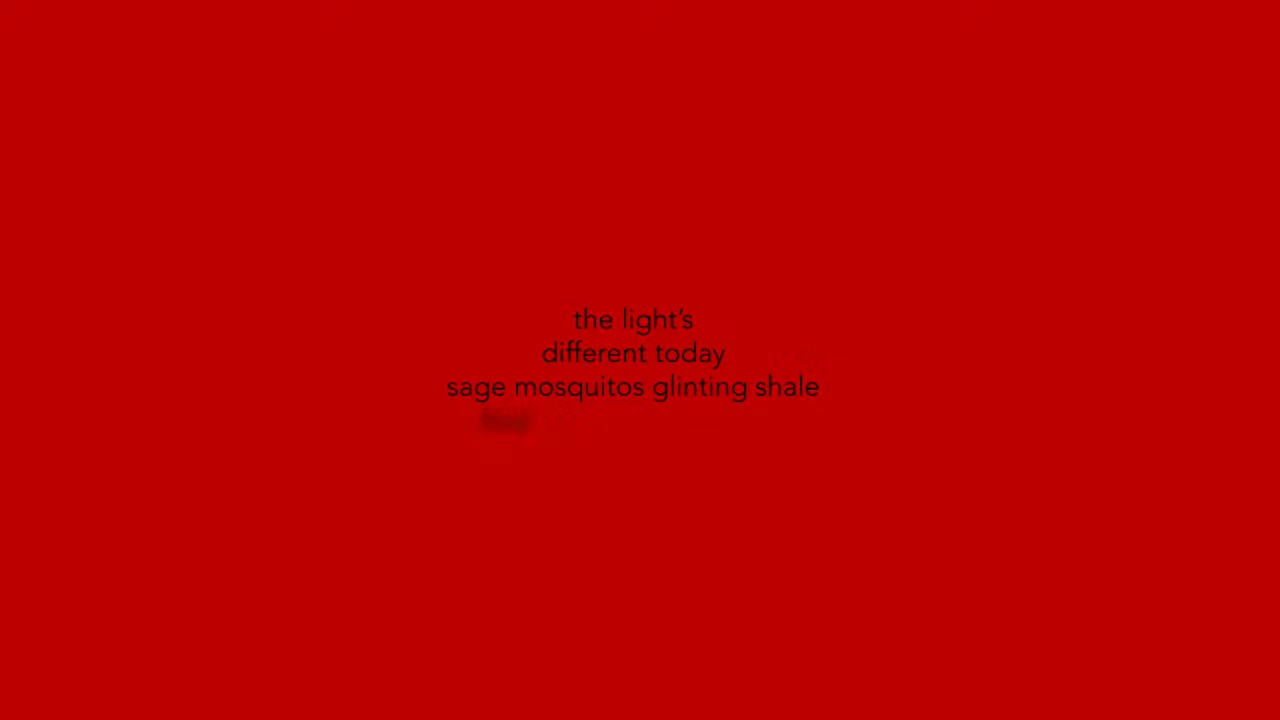 the light’s
different today
sage mosquitos glinting shale